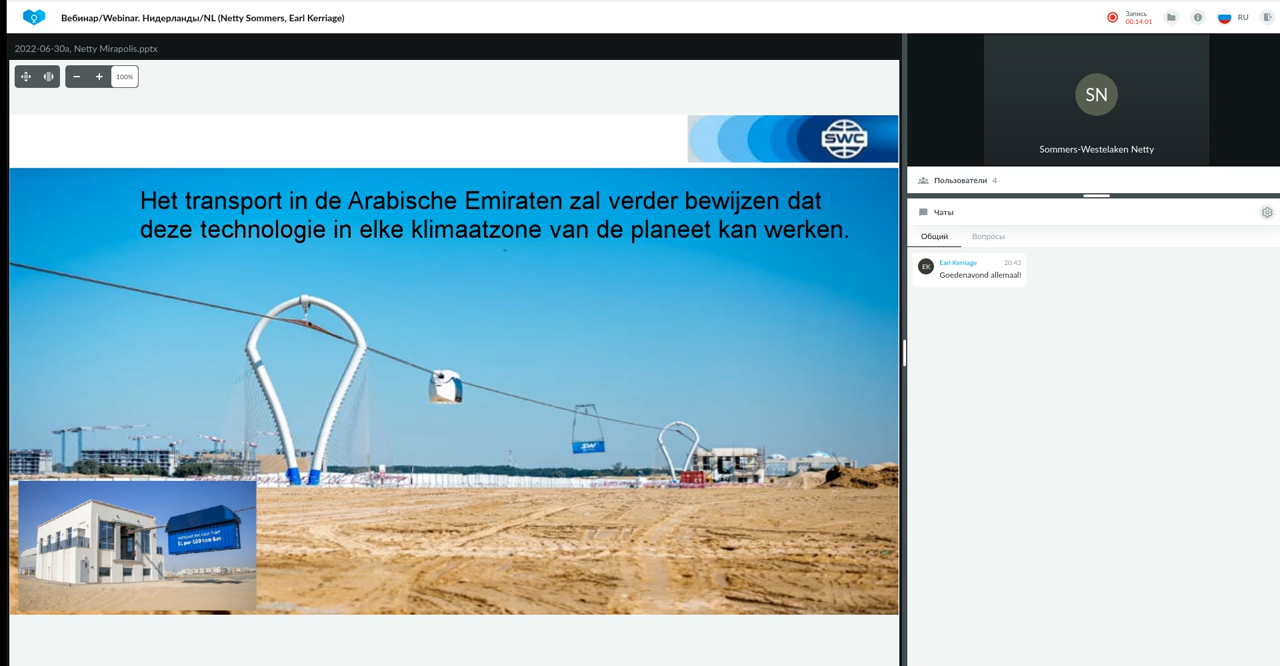 Вебинар/Webinar. Нидерланды/NL (Netty Sommers, Earl Kerriage)
Запись
00:14:01
RU
2022-06-30a, Netty Mirapolis.pptx
100%
SWC
Het transport in de Arabische Emiraten zal verder bewijzen dat
deze technologie in elke klimaatzone van de planeet kan werken.
SW
SN
Sommers-Westelaken Netty
Пользователи 4
Чаты
Общий Вопросы
EK
Earl Kerriage 20:43
Goedenavond allemaal!